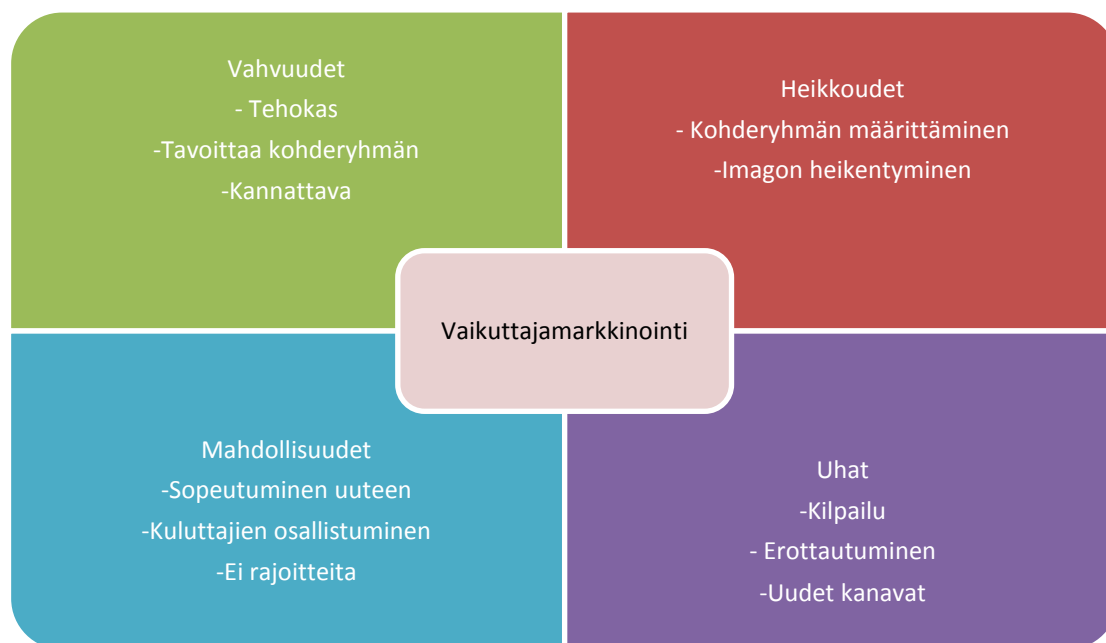 Vahvuudet
- Tehokas
-Tavoittaa kohderyhmän
-Kannattava
Heikkoudet
- Kohderyhmän määrittäminen
-Imagon heikentyminen
Vaikuttajamarkkinointi
Mahdollisuudet
-Sopeutuminen uuteen
-Kuluttajien osallistuminen
-Ei rajoitteita
Uhat
-Kilpailu
- Erottautuminen
-Uudet kanavat